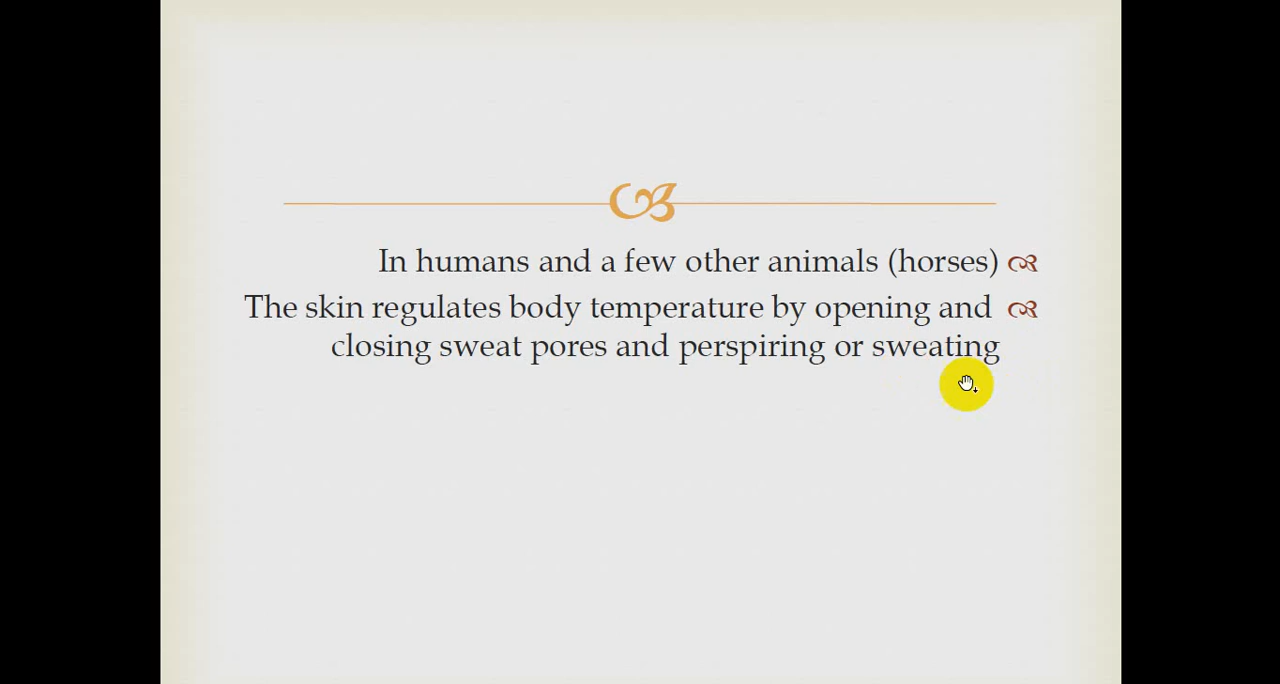 In humans and a few other animals (horses)
The skin regulates body temperature by opening and
closing sweat pores and perspiring or sweating